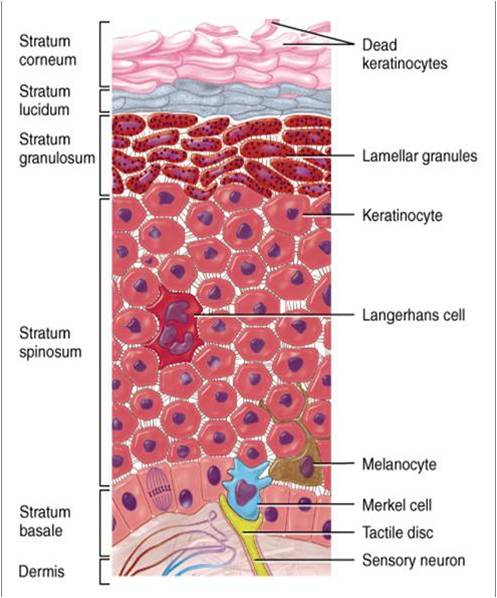 Stratum
corneum
Stratum
lucidum
Stratum
granulosum
Stratum
spinosum
Stratum
basale
Dermis
Dead
keratinocytes
Lamellar granules
Keratinocyte
Langerhans cell
Melanocyte
Merkel cell
Tactile disc
Sensory neuron